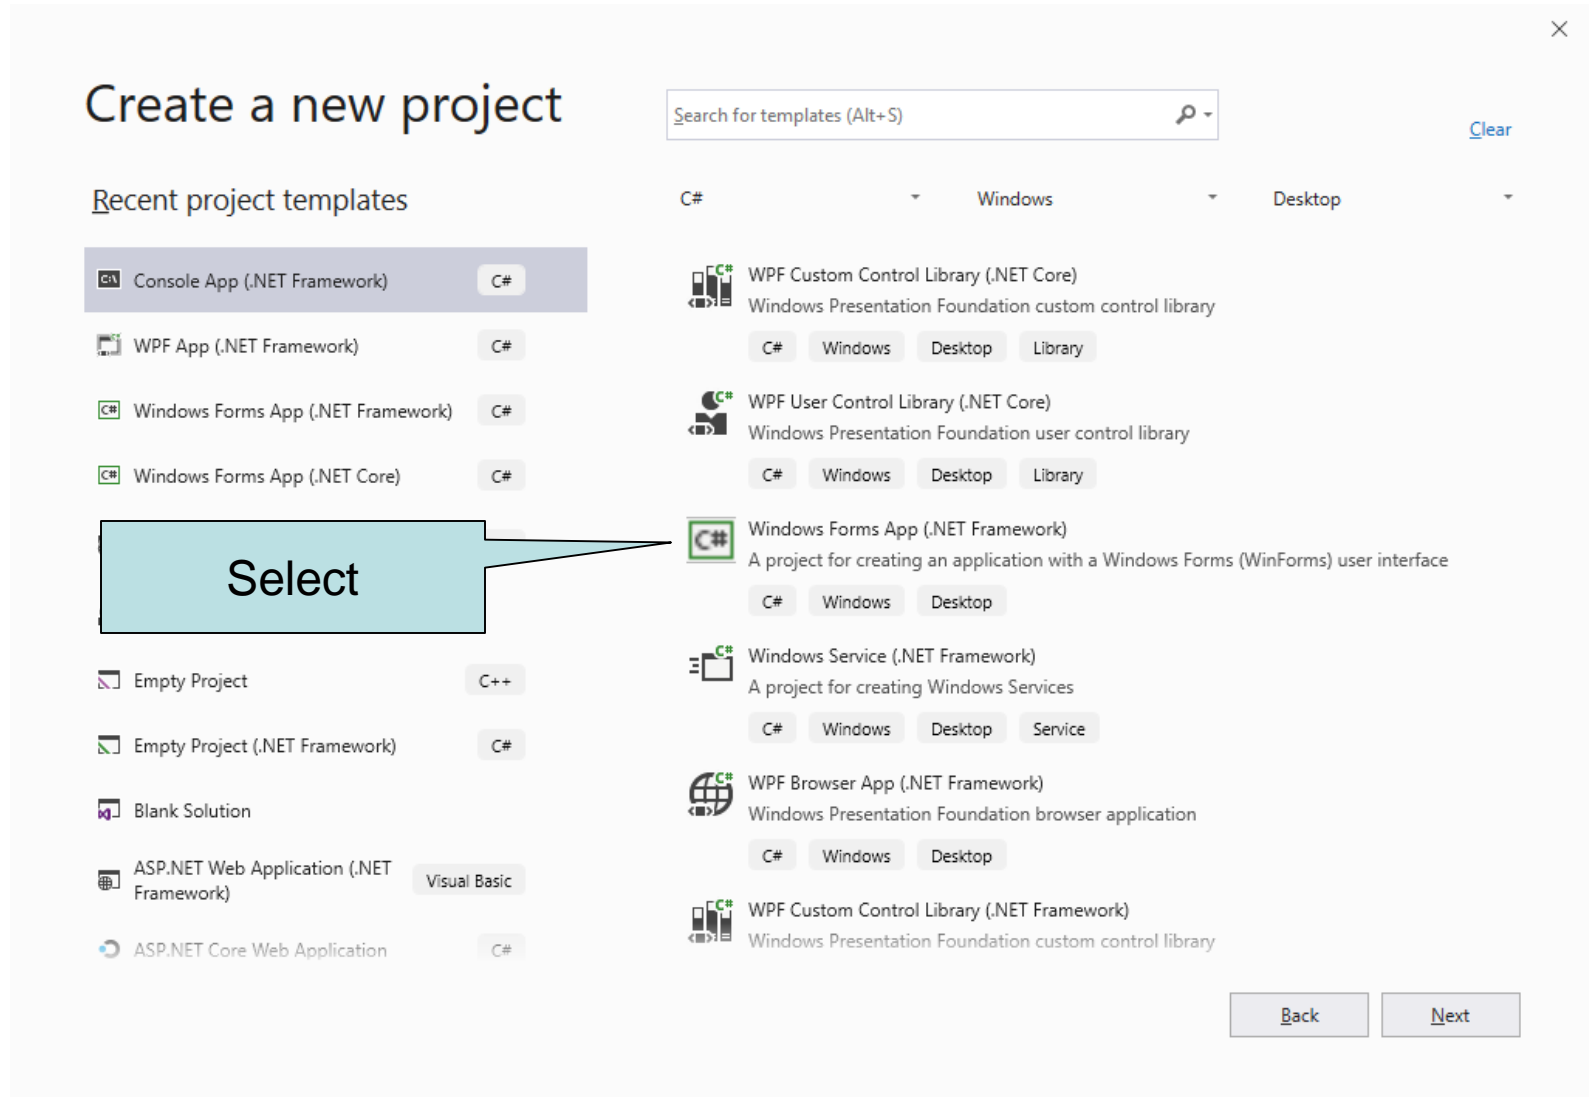 Create a new project
Search for templates (Alt+S)
Clear
Recent project templates
C# Windows Desktop
Console App (.NET Framework) C#
WPF App (.NET Framework) C#
Windows Forms App (.NET Framework) C#
Windows Forms App (.NET Core) C#
Select
Empty Project C++
Empty Project (.NET Framework) C#
Blank Solution
ASP.NET Web Application (.NET
Framework)
Visual Basic
ASP.NET Core Web Application C#
WPF Custom Control Library (.NET Core)
Windows Presentation Foundation custom control library
C# Windows Desktop Library
WPF User Control Library (.NET Core)
Windows Presentation Foundation user control library
C# Windows Desktop Library
C#
Windows Forms App (.NET Framework)
A project for creating an application with a Windows Forms (WinForms) user interface
C# Windows Desktop
Windows Service (.NET Framework)
A project for creating Windows Services
C# Windows Desktop Service
WPF Browser App (.NET Framework)
Windows Presentation Foundation browser application
C# Windows Desktop
WPF Custom Control Library (.NET Framework)
Windows Presentation Foundation custom control library
Back Next